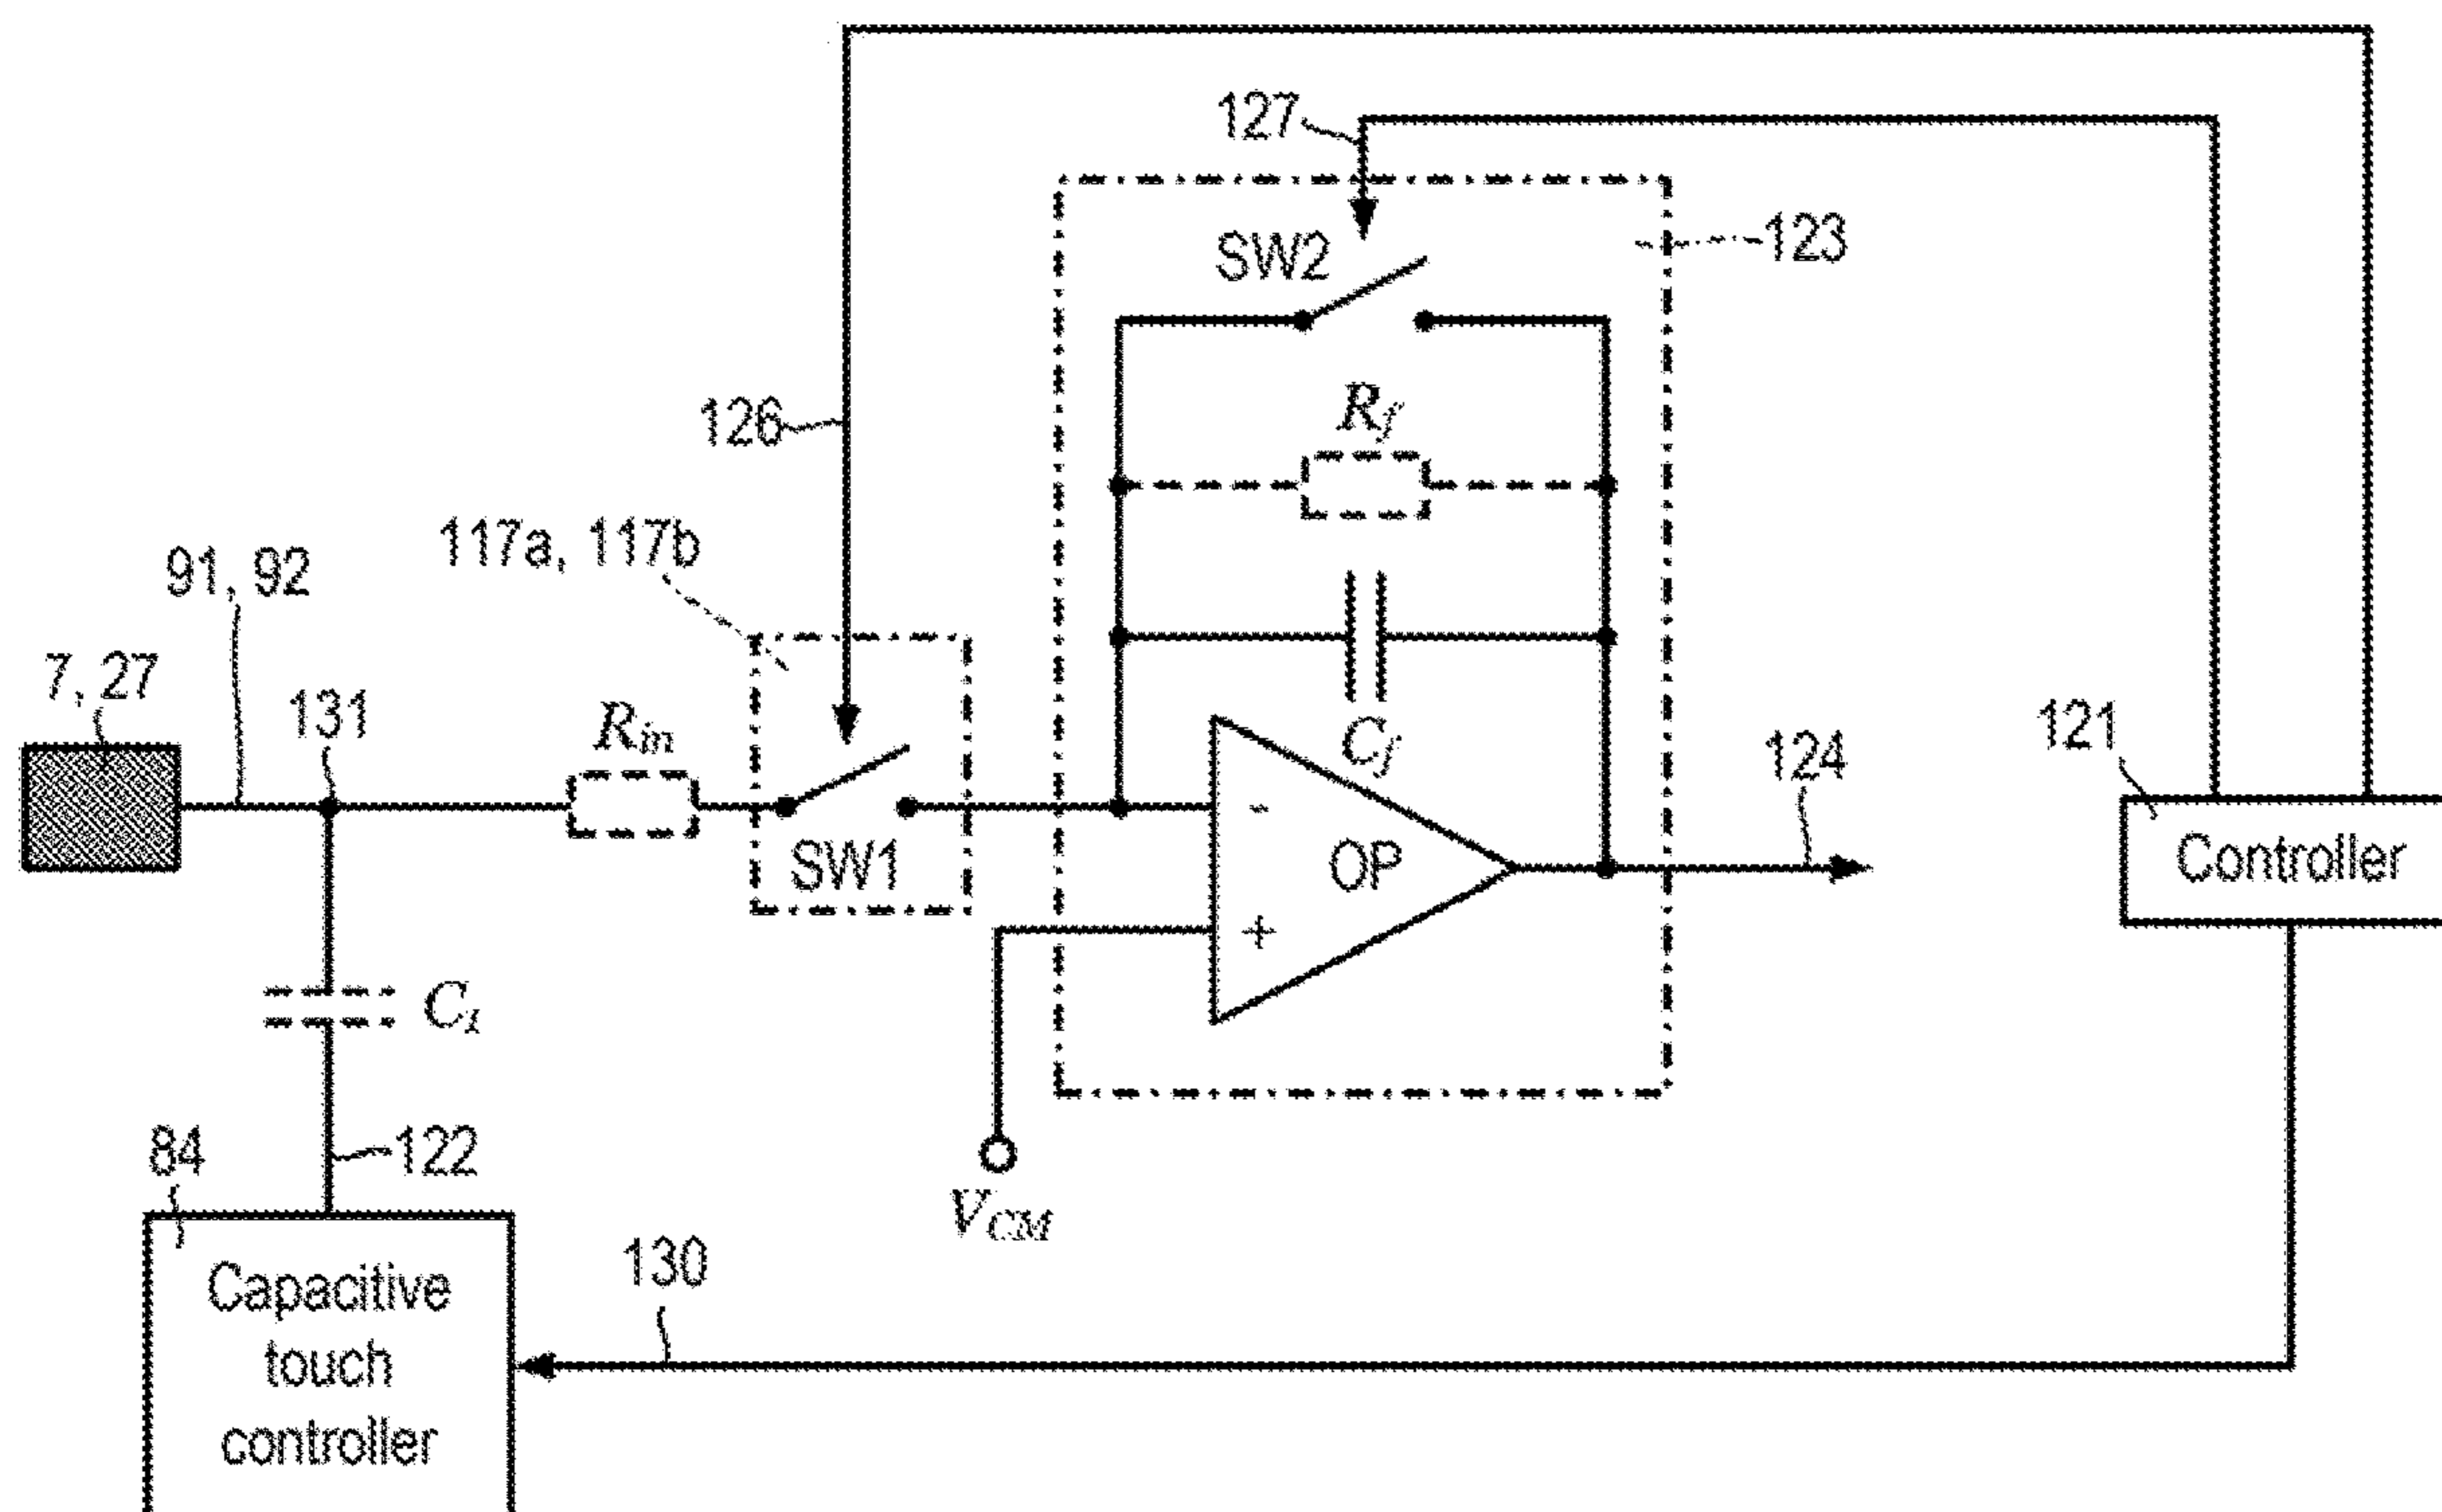 127
SW2
123
Rf
126
117a, 117b
91, 92
7, 27
131
Rin
SW1
Cf
-
OP
+
124
121
Controller
84
122
VCM
130
Capacitive
touch
controller